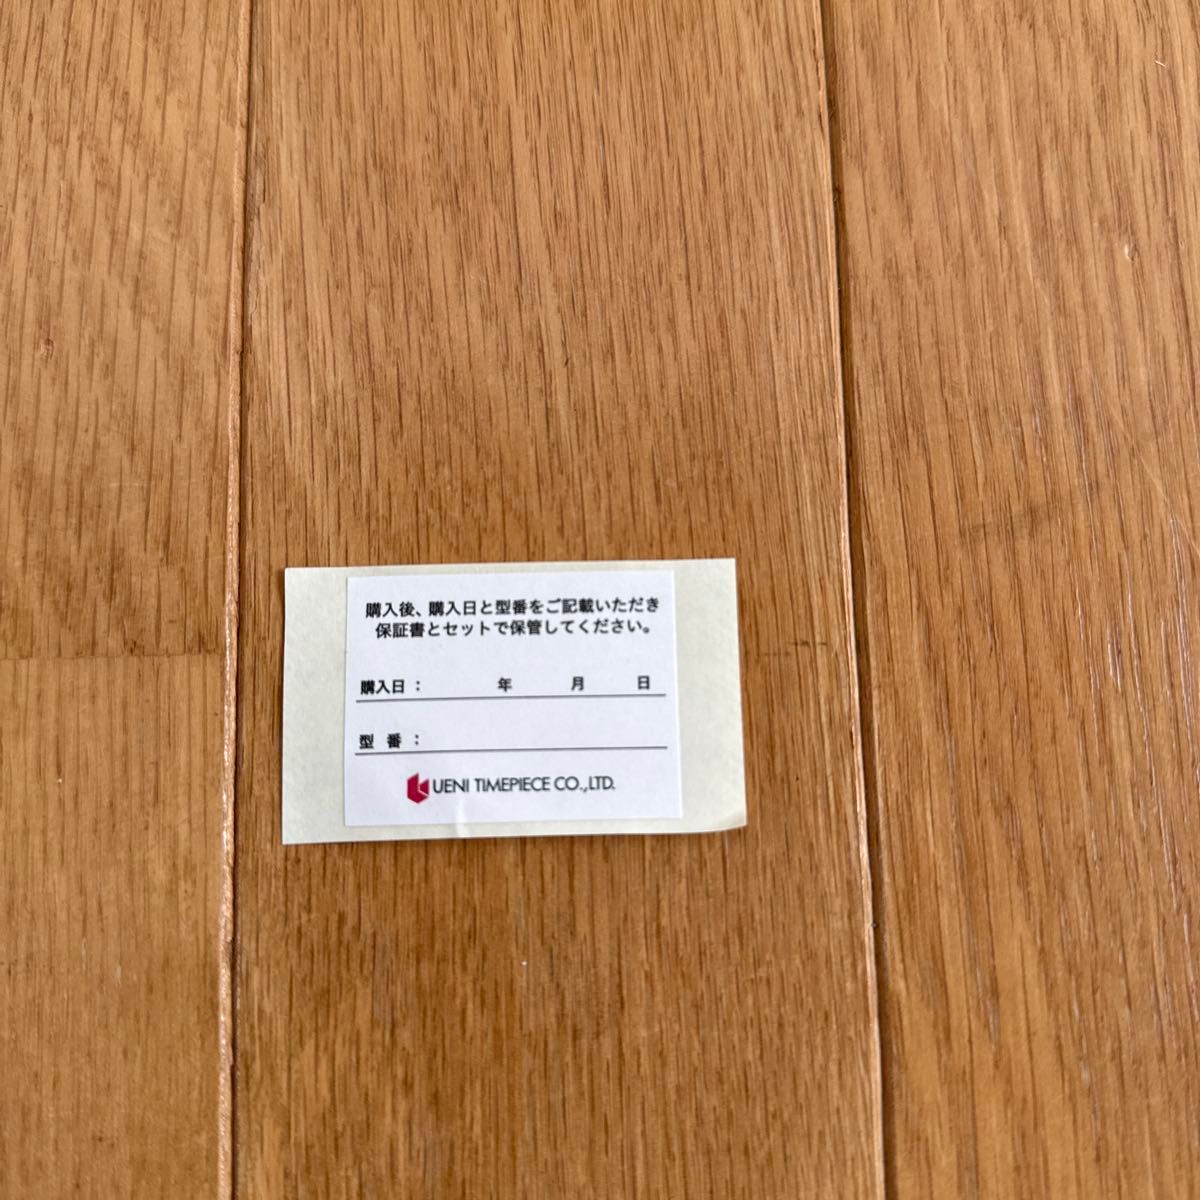 購入後、購入日と型番をご記載いただき
保証書とセットで保管してください。
購入日： 年 月 日
型 番：
UENI TIMEPIECE CO.,LTD.